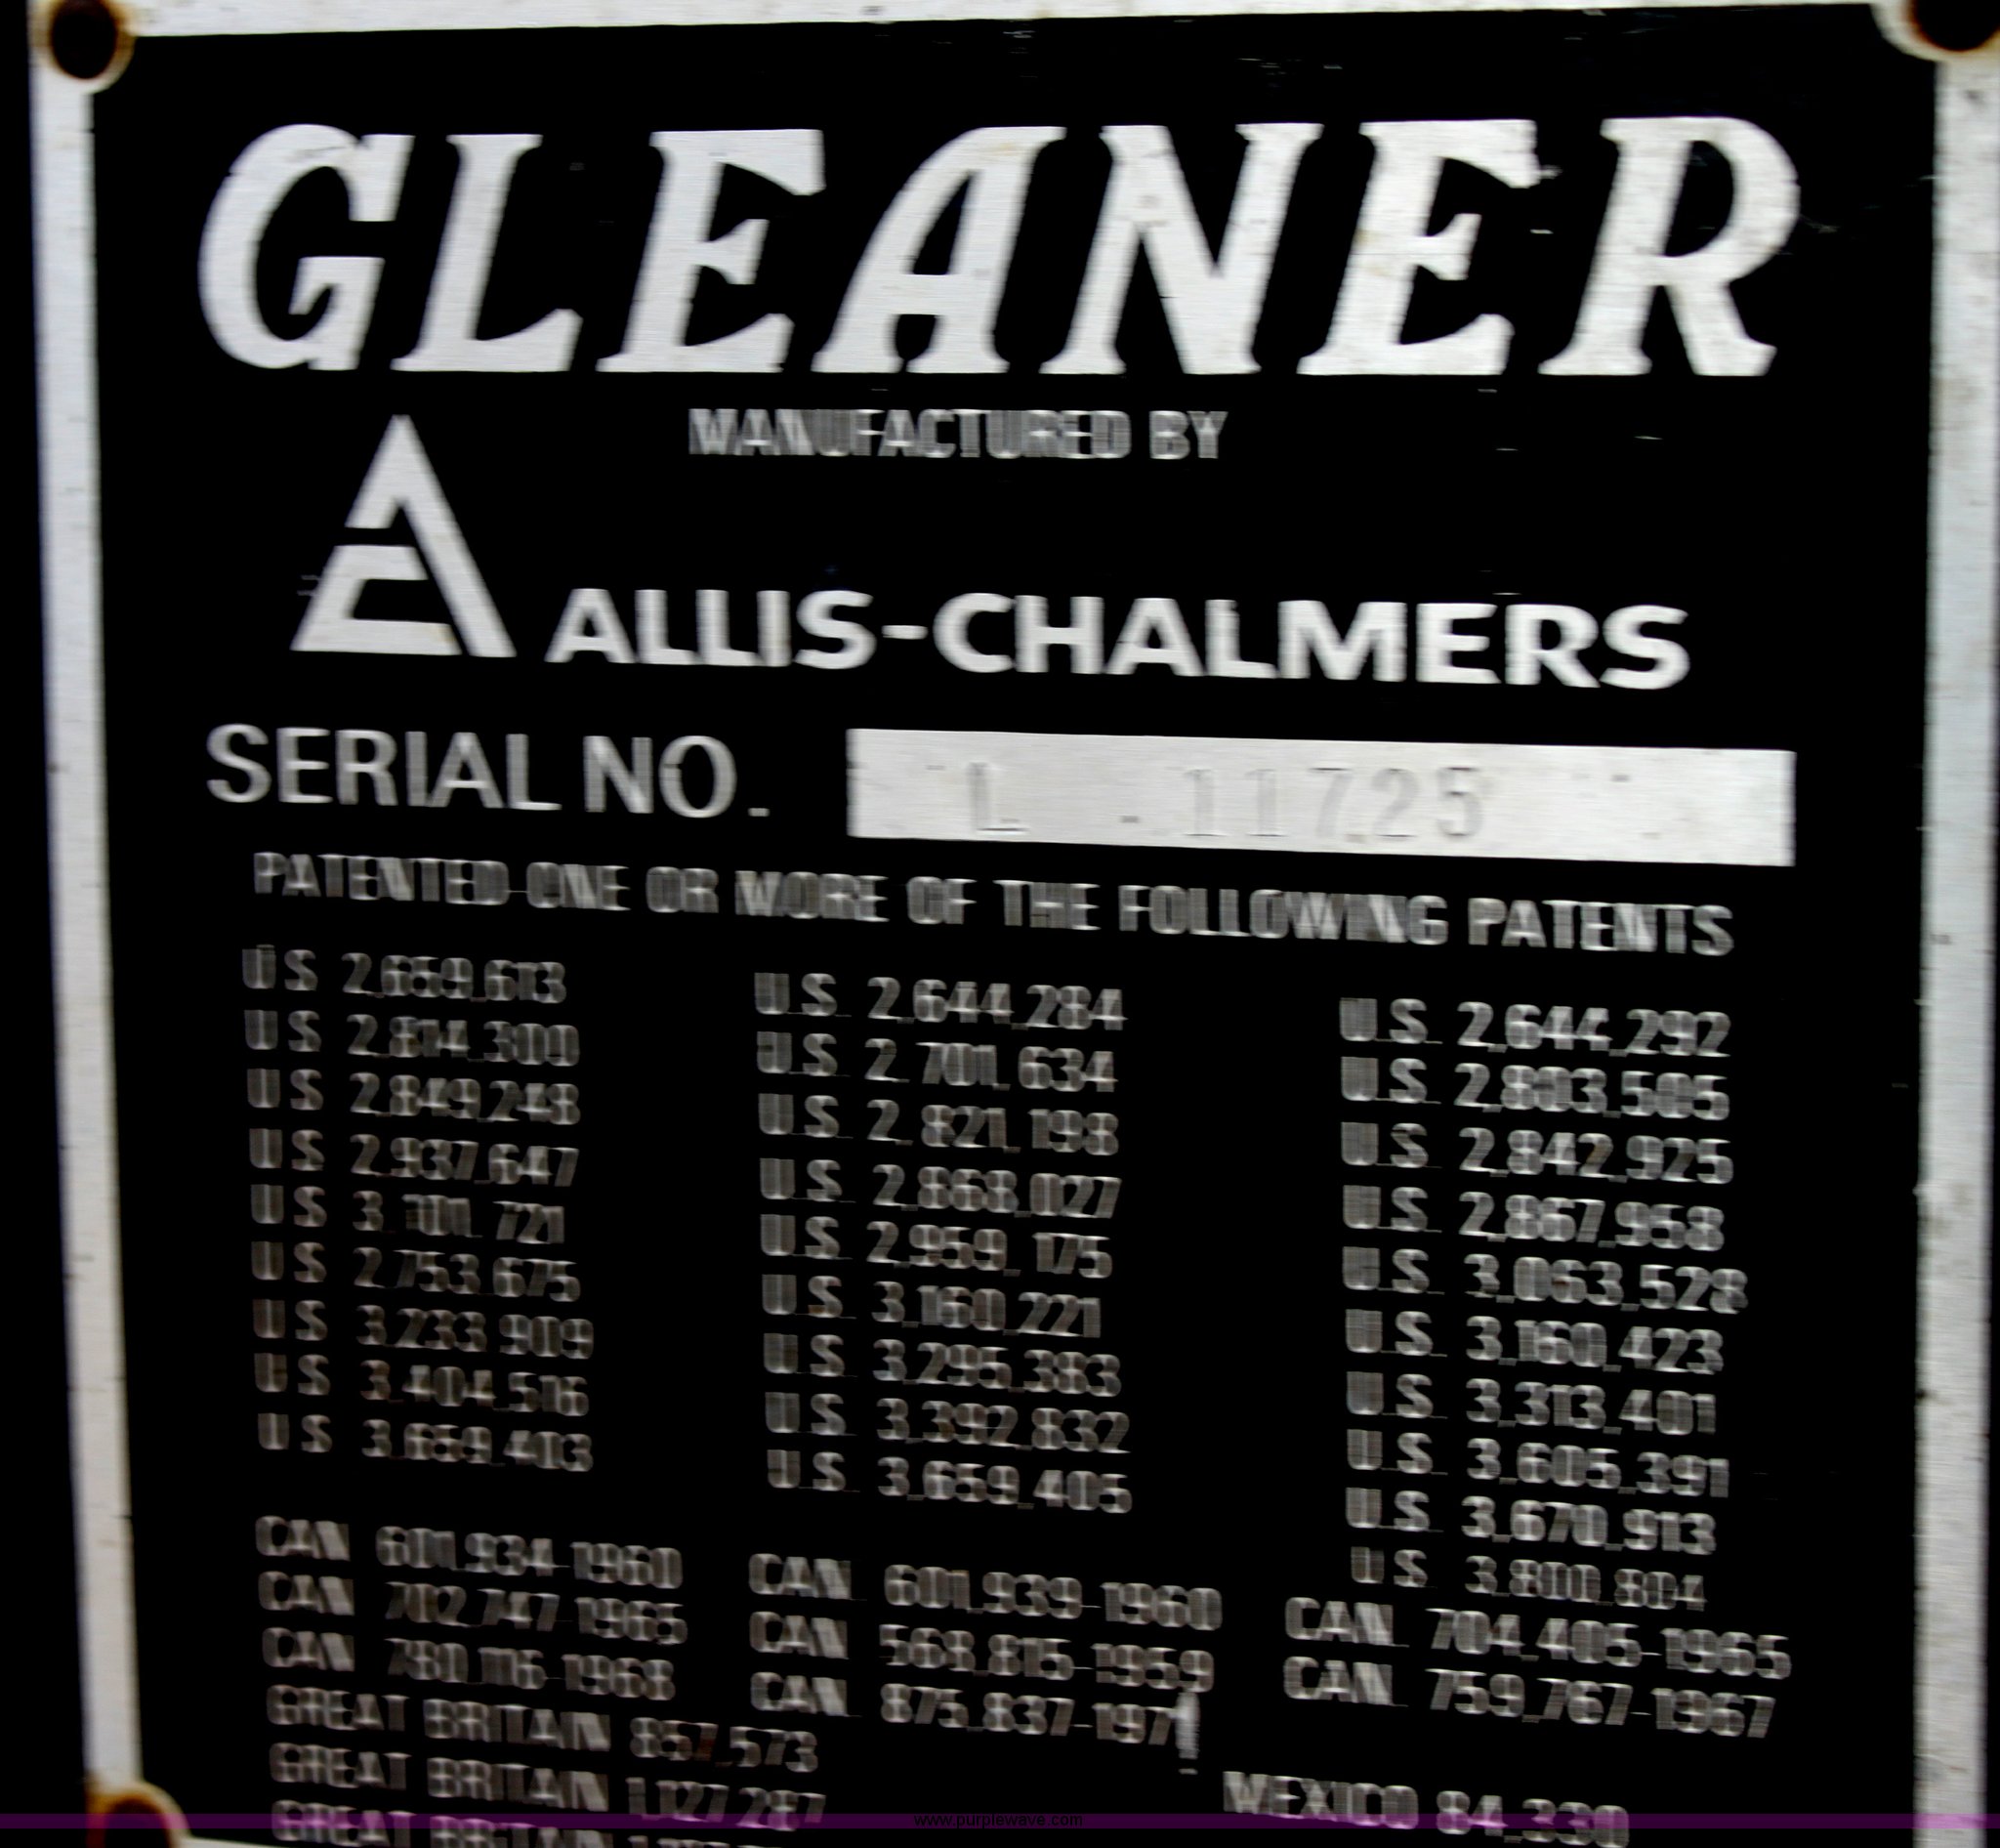 GLEANER
MANUFACTURED BY
ALLIS-CHALMERS
SERIAL NO. L - 11725
PATENTED ONE OR MORE OF THE FOLLOWING PATENTS
U S 2,659,613 U.S. 2,644,284 U.S. 2,644,292
U S 2,814,300 U.S. 2,701,634 U.S. 2,803,505
U S 2,849,248 U.S. 2,821,198 U.S. 2,842,925
U S 2,937,647 U.S. 2,868,027 U.S. 2,867,958
U S 3,701,721 U.S. 2,959,175 U.S. 3,063,528
U S 2,753,675 U.S. 3,160,221 U.S. 3,160,423
U S 3,233,909 U.S. 3,295,383 U.S. 3,313,401
U S 3,404,516 U.S. 3,392,832 U.S. 3,605,391
U S 3,659,403 U.S. 3,659,405 U.S. 3,670,913
U S 3,800,804
CAN 601,934-1960 CAN 601,939-1960 CAN 704,405-1965
CAN 702,747-1965 CAN 568,815-1959 CAN 759,767-1967
CAN 780,116-1968 CAN 875,837-1971
GREAT BRITAIN 857,573
GREAT BRITAIN 1,127,287 MEXICO 84,330
GREAT BRITAIN
www.purplewave.com